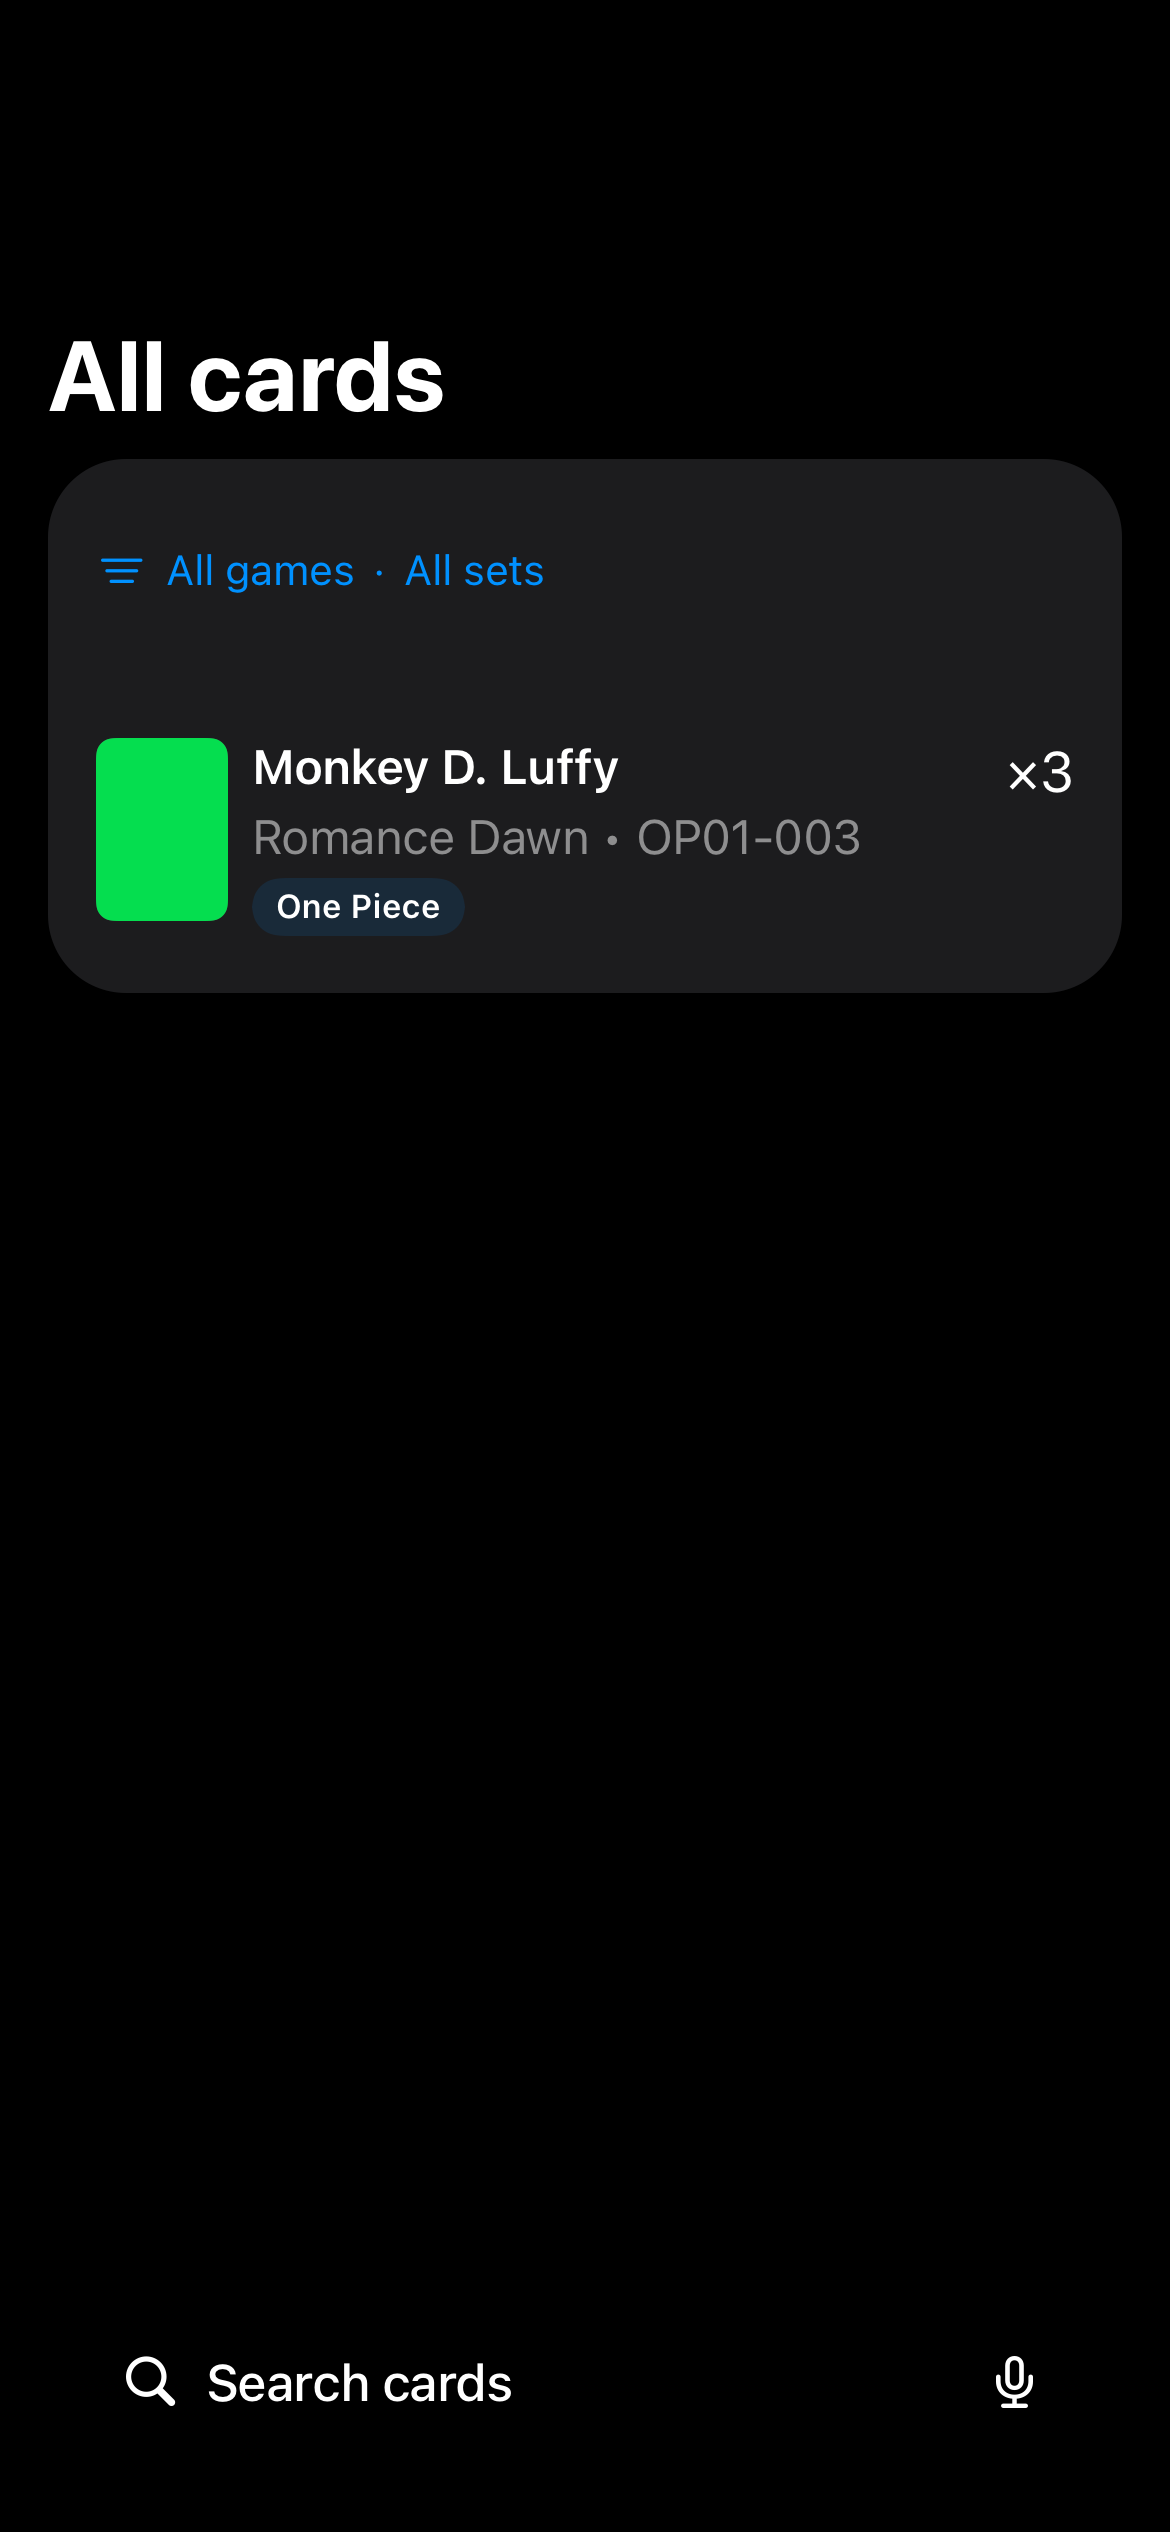 All cards
All games · All sets
Monkey D. Luffy
×3
Romance Dawn • OP01-003
One Piece
Search cards